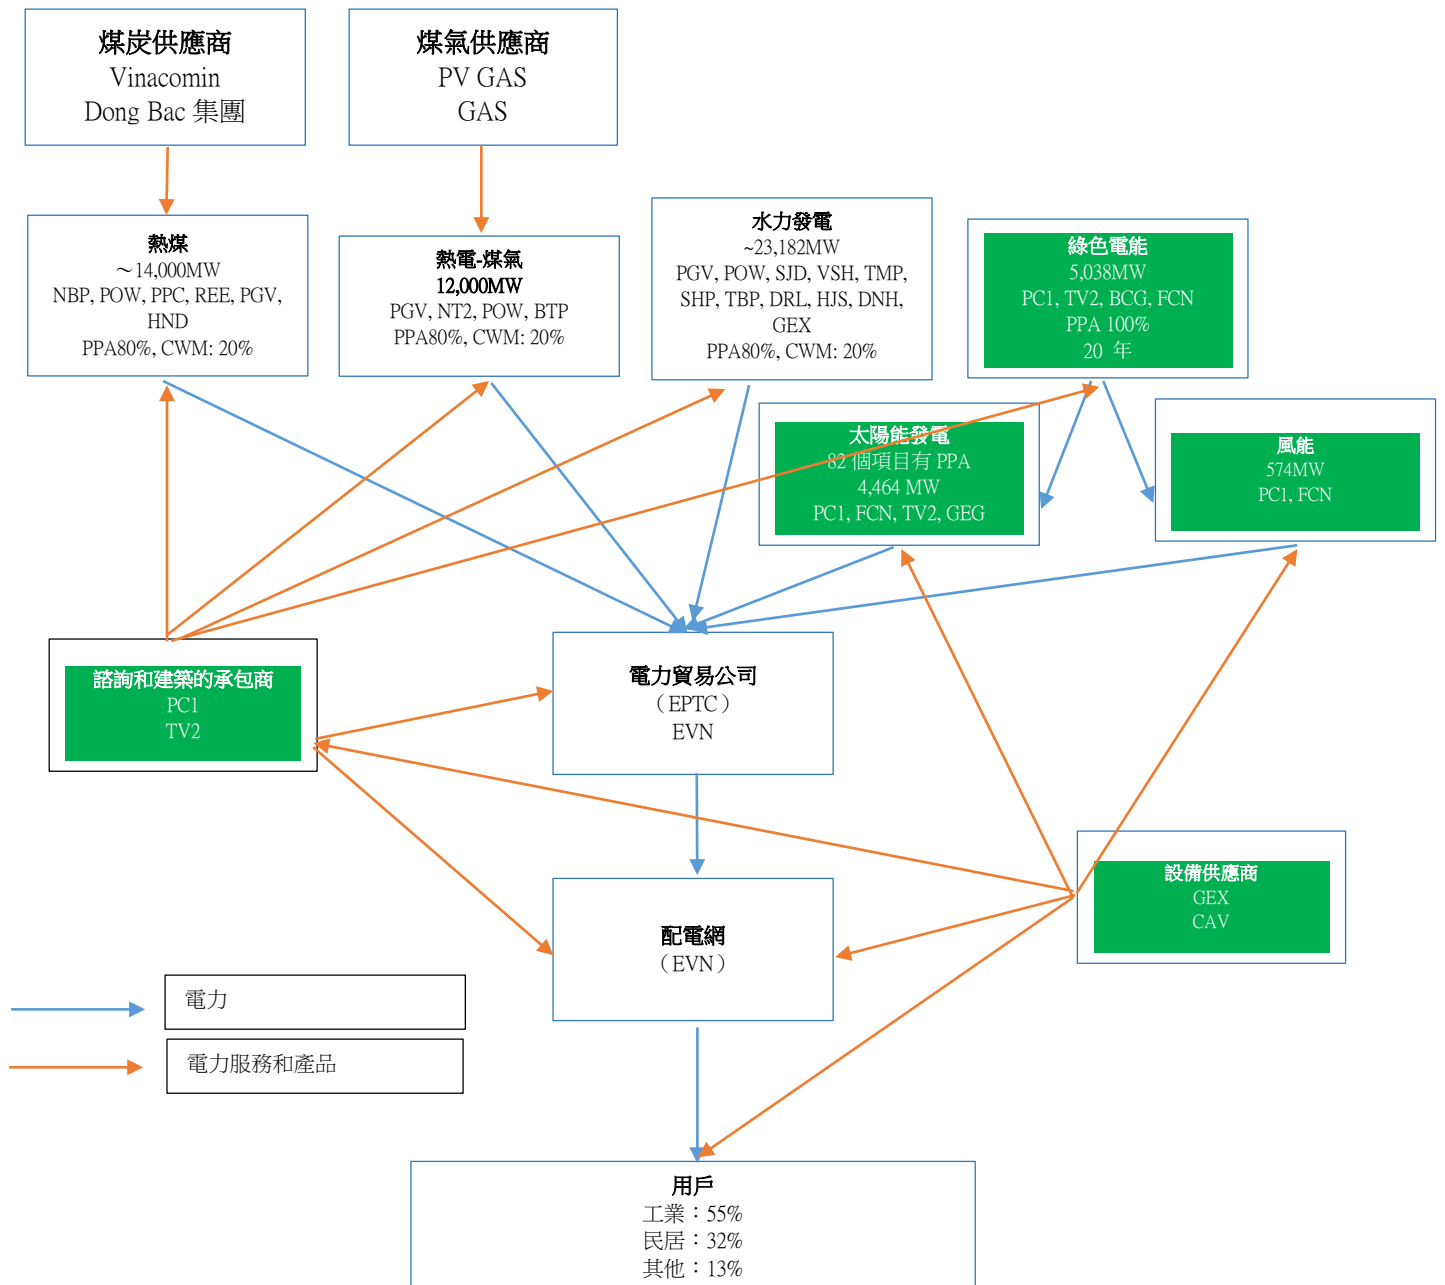 煤炭供應商
Vinacomin
Dong Bac 集團
煤氣供應商
PV GAS
GAS
熱煤
～14,000MW
NBP, POW, PPC, REE, PGV,
HND
PPA80%, CWM: 20%
熱電-煤氣
12,000MW
PGV, NT2, POW, BTP
PPA80%, CWM: 20%
水力發電
~23,182MW
PGV, POW, SJD, VSH, TMP,
SHP, TBP, DRL, HJS, DNH,
GEX
PPA80%, CWM: 20%
綠色電能
5,038MW
PC1, TV2, BCG, FCN
PPA 100%
20 年
太陽能發電
82 個項目有 PPA
4,464 MW
PC1, FCN, TV2, GEG
風能
574MW
PC1, FCN
諮詢和建築的承包商
PC1
TV2
電力貿易公司
（EPTC）
EVN
設備供應商
GEX
CAV
配電網
（EVN）
電力
電力服務和產品
用戶
工業：55%
民居：32%
其他：13%